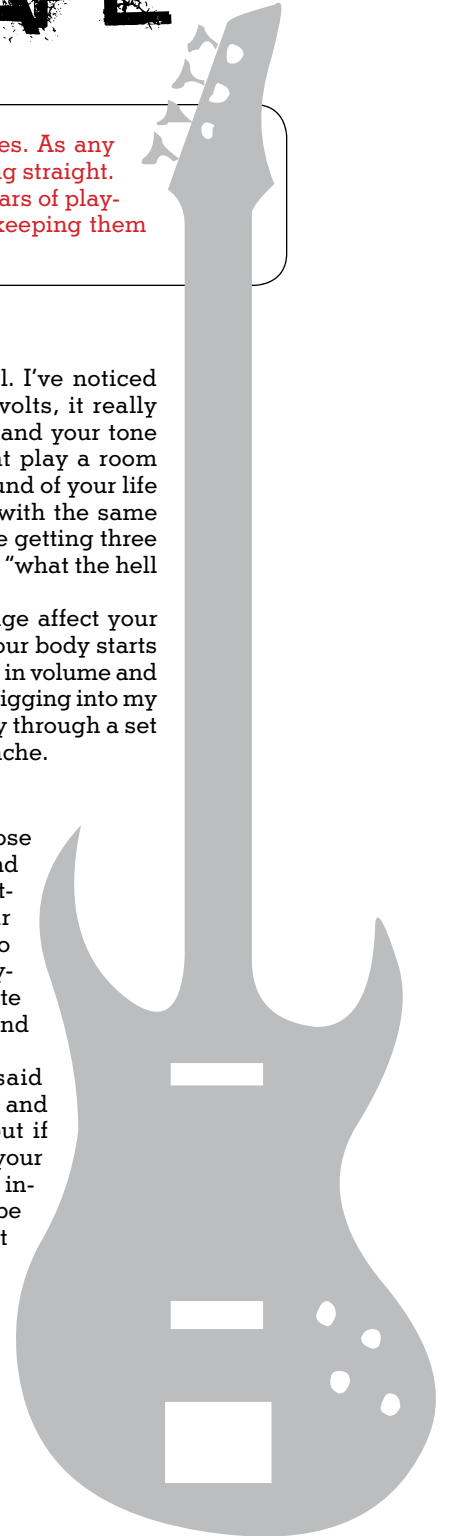 es. As any
g straight.
ars of play-
keeping them
l. I’ve noticed
volts, it really
and your tone
t play a room
und of your life
with the same
e getting three
“what the hell
ge affect your
our body starts
in volume and
igging into my
y through a set
che.
ose
nd
t-
r
o
y-
te
nd
said
and
ut if
your
in-
be
t